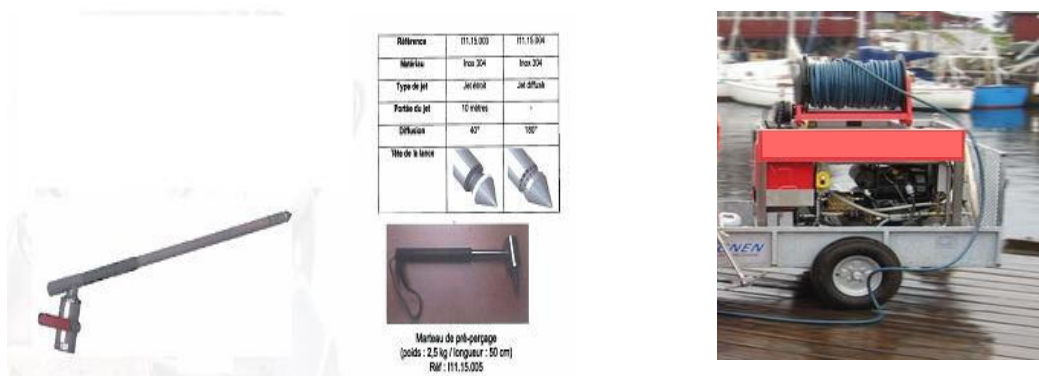 Référence I11.15.003 I11.15.004
Matériau Inox 304 Inox 304
Type de jet Jet étroit Jet diffusé
Portée du jet 10 mètres -
Diffusion 40° 180°
Tête de la lance
Marteau de pré-perçage
(poids : 2,5 kg / longueur : 50 cm)
Réf : I11.15.005
NEN